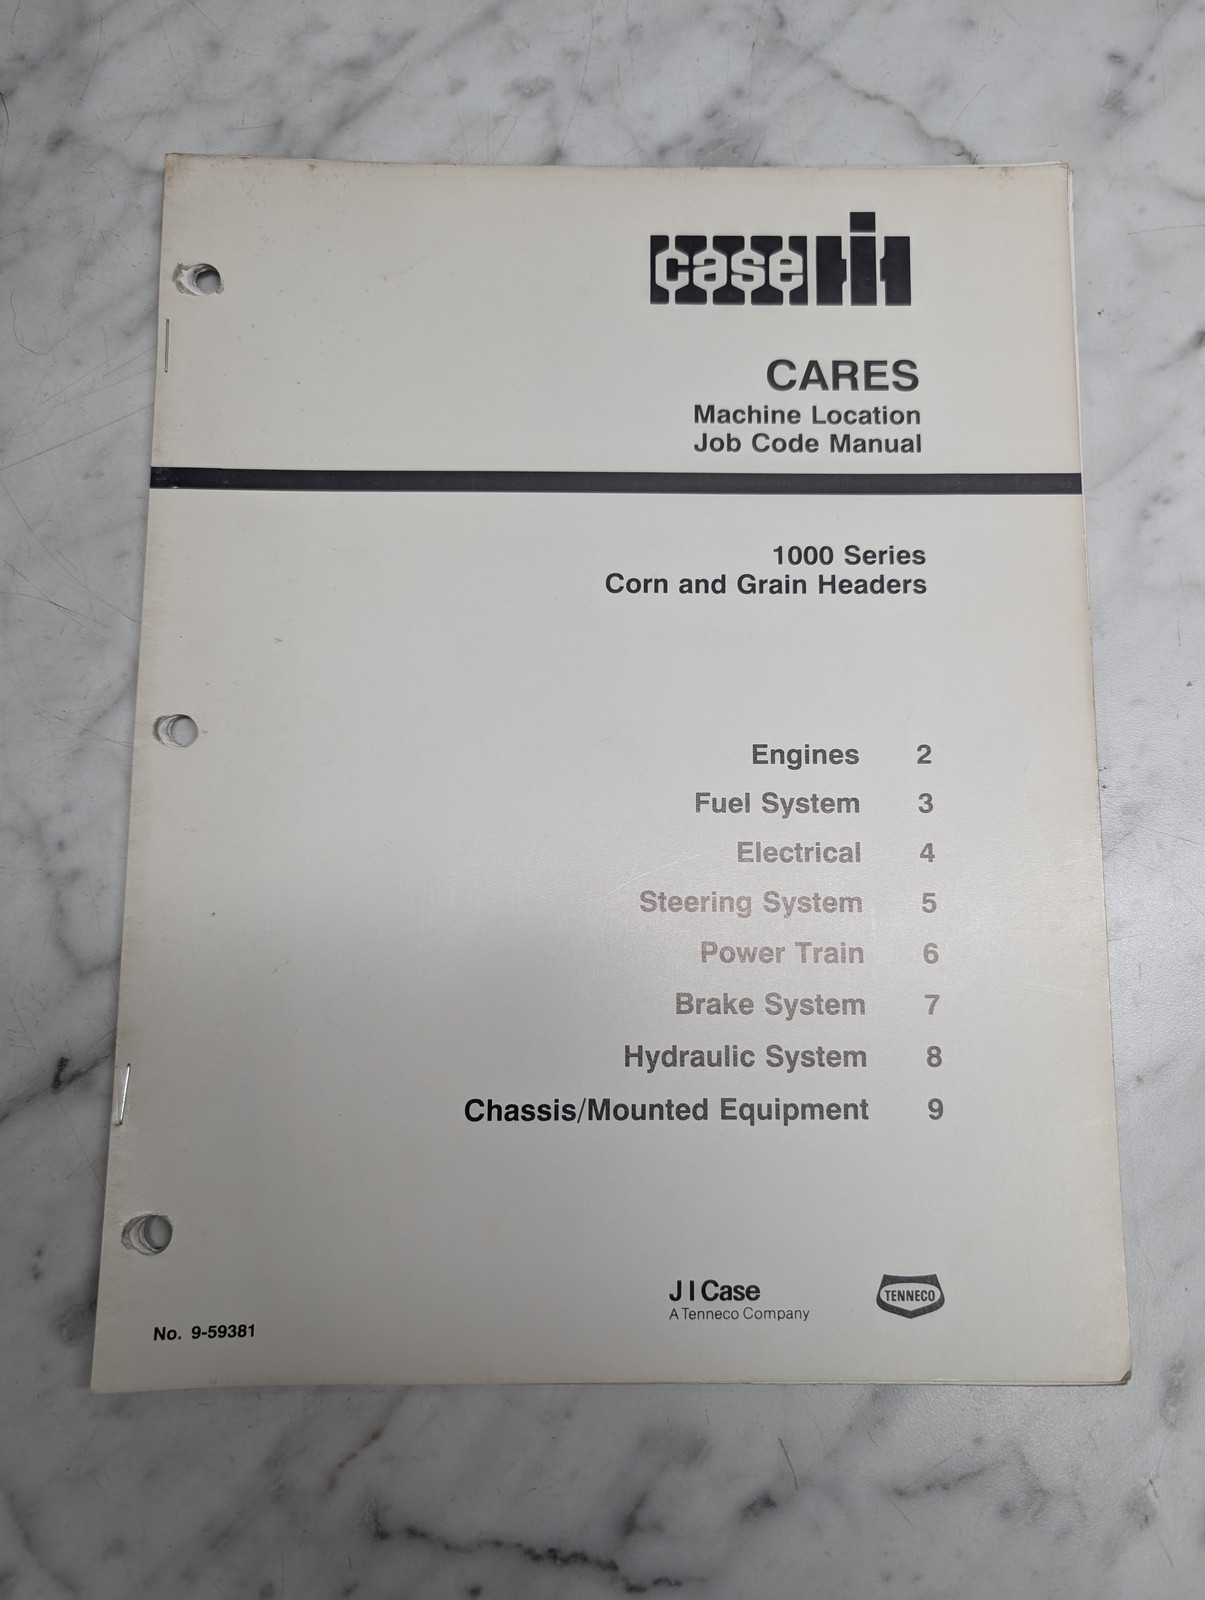 case IH
CARES
Machine Location
Job Code Manual
1000 Series
Corn and Grain Headers
Engines 2
Fuel System 3
Electrical 4
Steering System 5
Power Train 6
Brake System 7
Hydraulic System 8
Chassis/Mounted Equipment 9
J I Case
A Tenneco Company
TENNECO
No. 9-59381